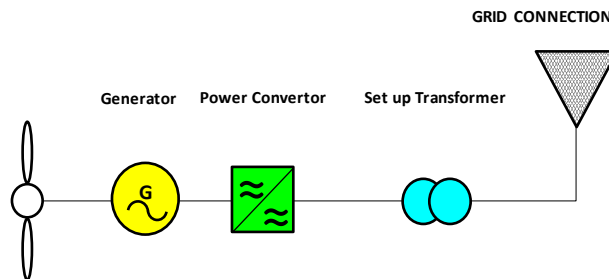 GRID CONNECTION
Generator
Power Convertor
Set up Transformer
G